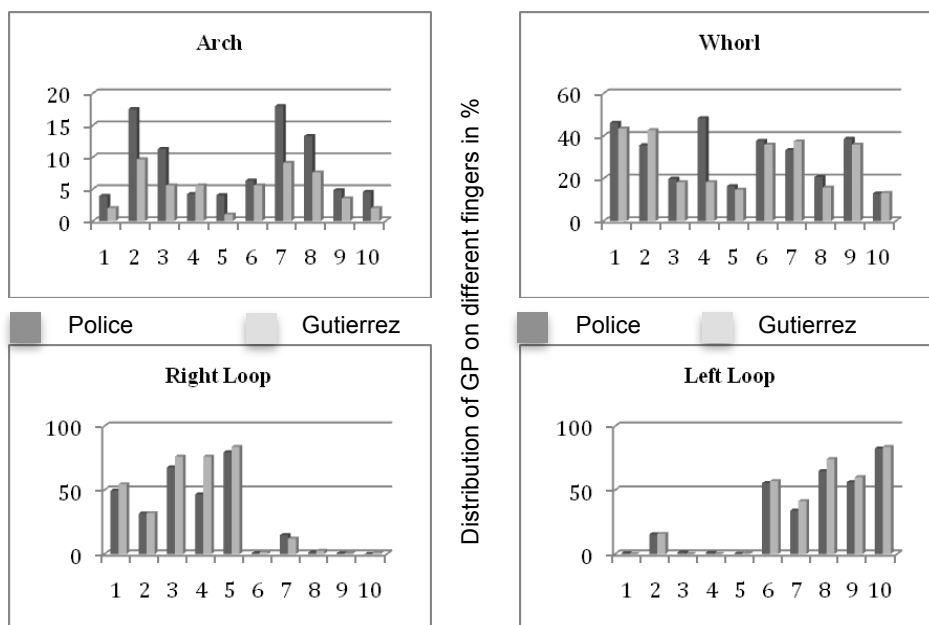 Arch
20
15
10
5
0
1 2 3 4 5 6 7 8 9 10
Police Gutierrez
Distribution of GP on different fingers in %
Whorl
60
40
20
0
1 2 3 4 5 6 7 8 9 10
Police Gutierrez
Right Loop
100
50
0
1 2 3 4 5 6 7 8 9 10
Left Loop
100
50
0
1 2 3 4 5 6 7 8 9 10